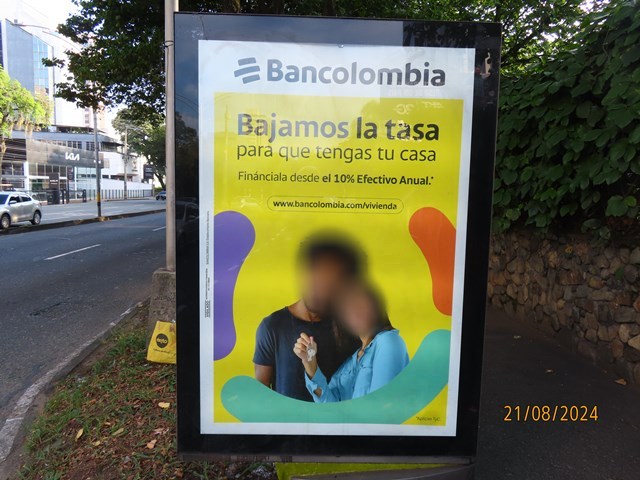 Bancolombia
Bajamos la tasa
para que tengas tu casa
Finánciala desde el 10% Efectivo Anual.*
www.bancolombia.com/vivienda
KIA
21/08/2024